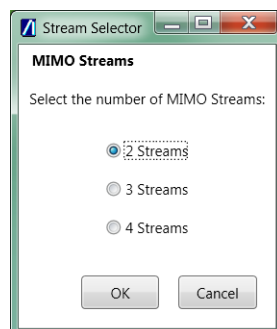 Stream Selector
MIMO Streams
Select the number of MIMO Streams:
2 Streams
3 Streams
4 Streams
OK
Cancel